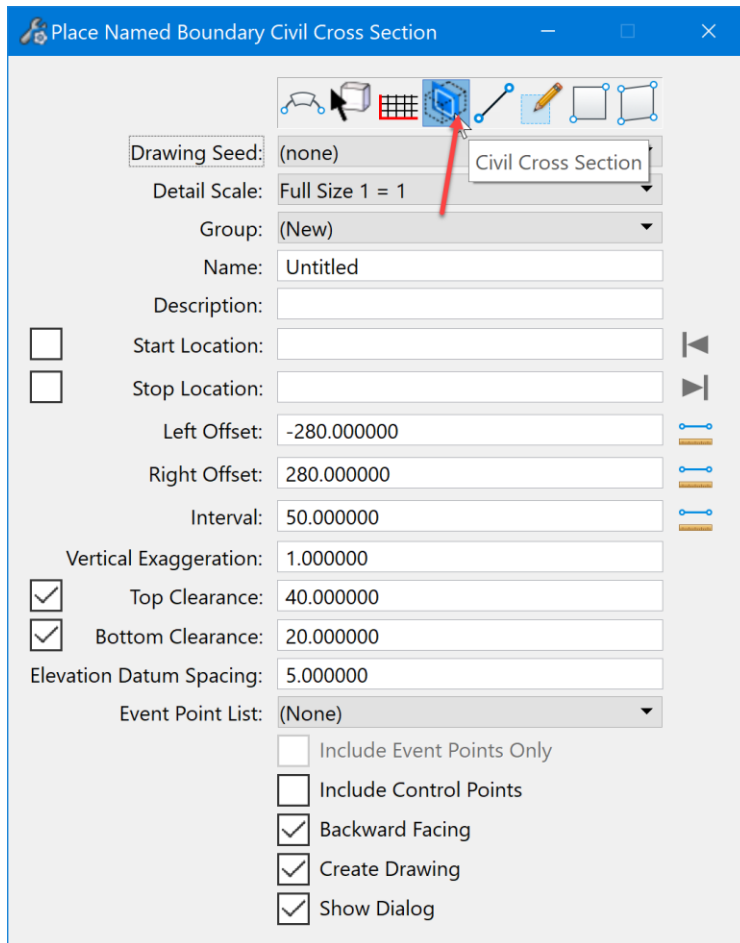 Place Named Boundary Civil Cross Section
Civil Cross Section
Drawing Seed: (none)
Detail Scale: Full Size 1 = 1
Group: (New)
Name: Untitled
Description:
Start Location:
Stop Location:
Left Offset: -280.000000
Right Offset: 280.000000
Interval: 50.000000
Vertical Exaggeration: 1.000000
Top Clearance: 40.000000
Bottom Clearance: 20.000000
Elevation Datum Spacing: 5.000000
Event Point List: (None)
Include Event Points Only
Include Control Points
Backward Facing
Create Drawing
Show Dialog